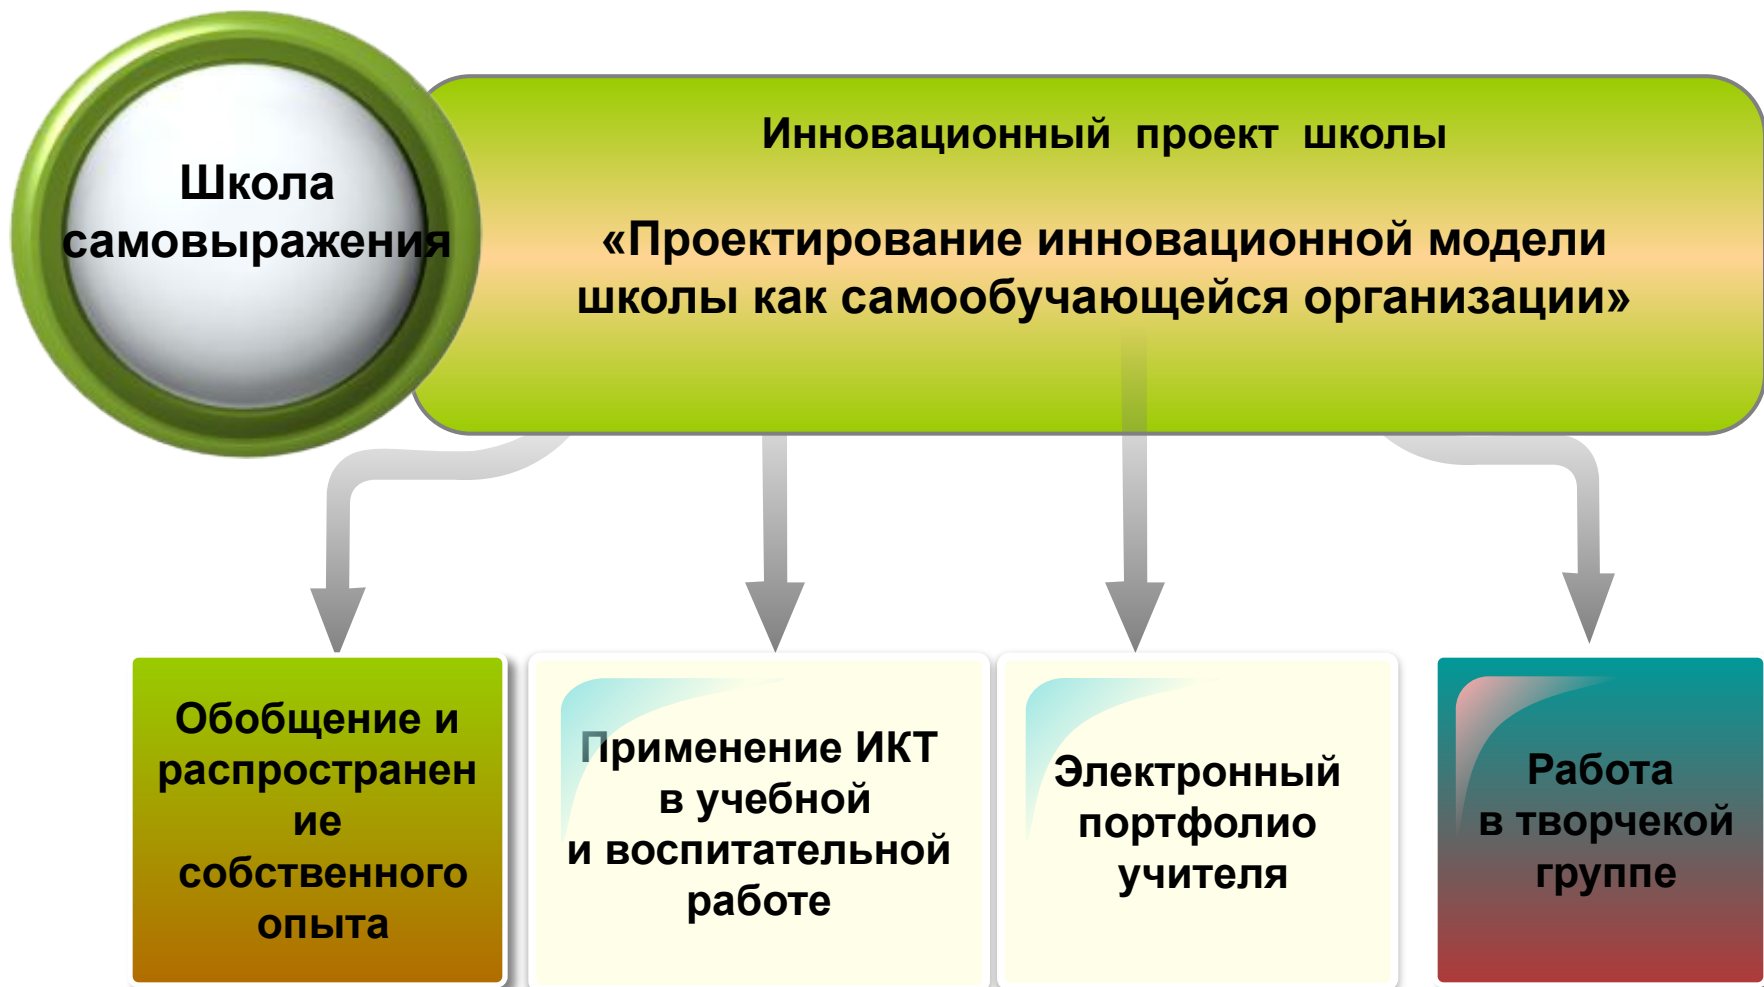 Школа
самовыражения
Инновационный проект школы
«Проектирование инновационной модели
школы как самообучающейся организации»
Обобщение и
распространен
ие
собственного
опыта
Применение ИКТ
в учебной
и воспитательной
работе
Электронный
портфолио
учителя
Работа
в творчекой
группе